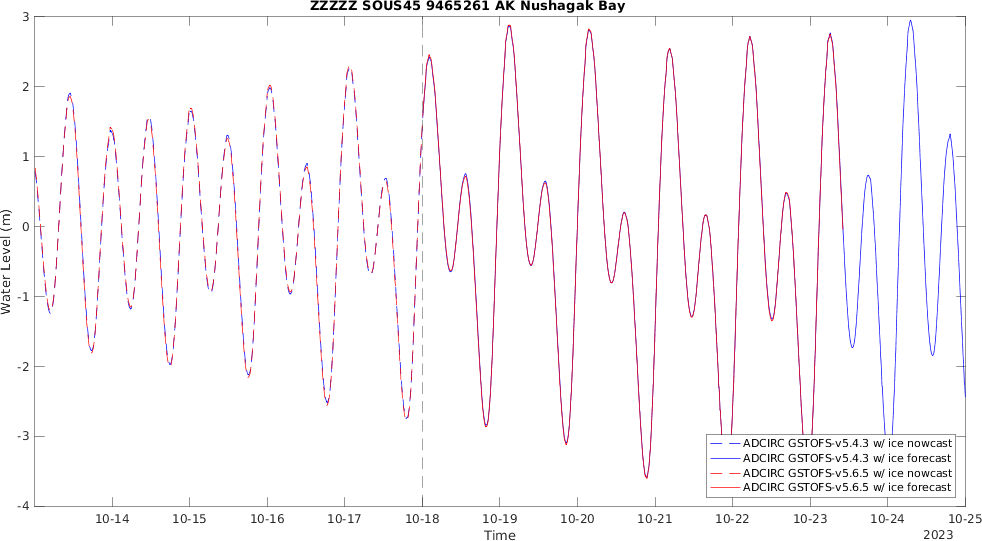 ZZZZZ SOUS45 9465261 AK Nushagak Bay
3
2
1
0
-1
-2
-3
-4
Water Level (m)
ADCIRC GSTOFS-v5.4.3 w/ ice nowcast
ADCIRC GSTOFS-v5.4.3 w/ ice forecast
ADCIRC GSTOFS-v5.6.5 w/ ice nowcast
ADCIRC GSTOFS-v5.6.5 w/ ice forecast
10-14 10-15 10-16 10-17 10-18 10-19 10-20 10-21 10-22 10-23 10-24 10-25
Time
2023